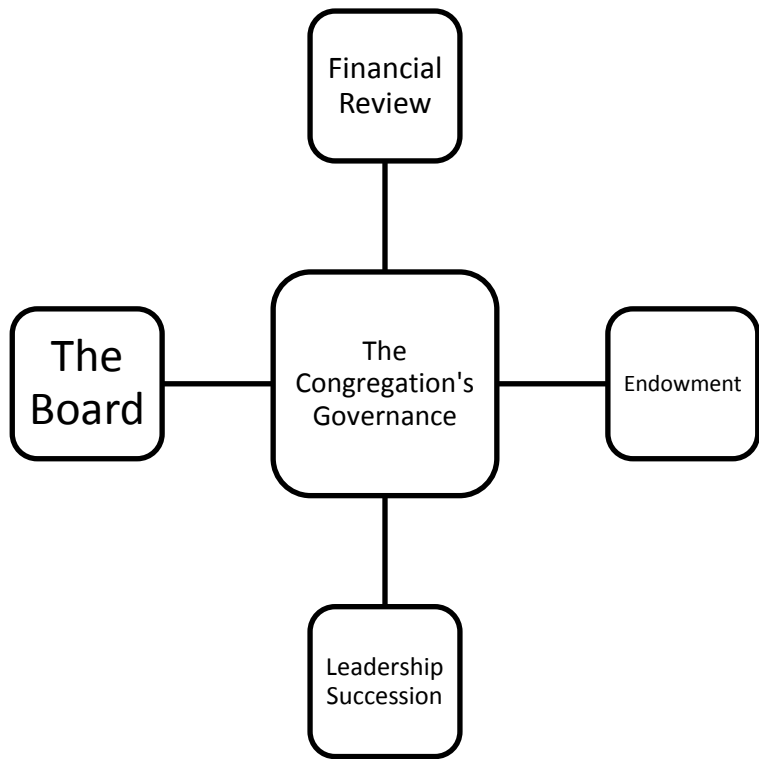 Financial
Review
The
Board
The
Congregation's
Governance
Endowment
Leadership
Succession